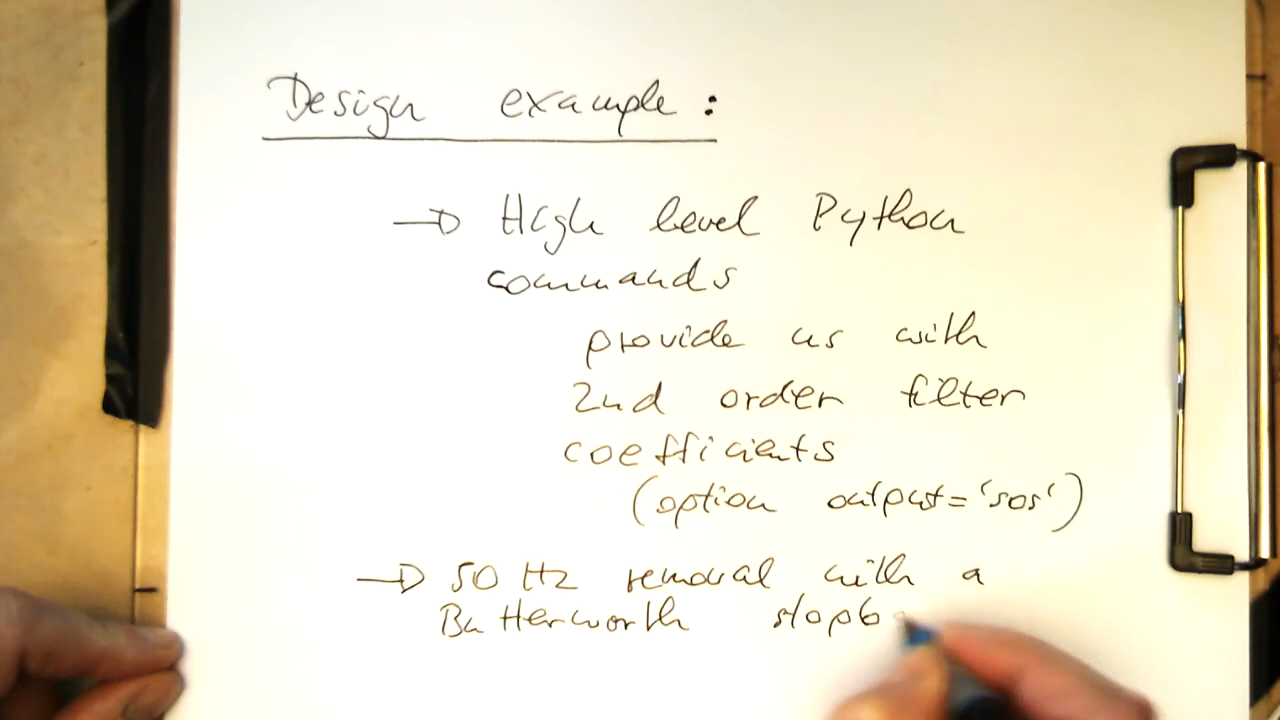 Design example:
→ High level Python
commands
provide us with
2nd order filter
coefficients
(option output='sos')
→ 50 Hz removal with a
Butterworth stopb